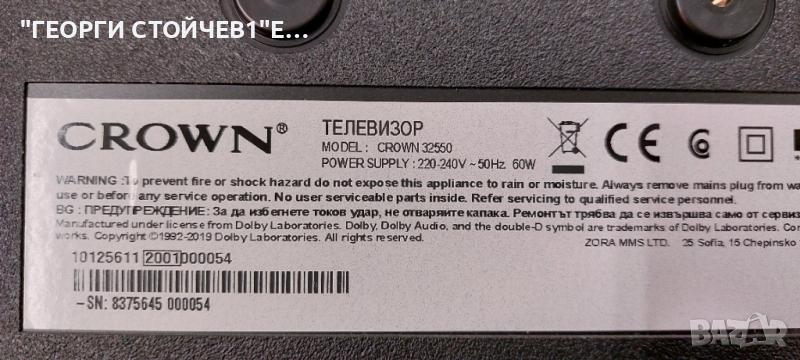 "ГЕОРГИ СТОЙЧЕВ1"Е...
CROWN®
ТЕЛЕВИЗОР
MODEL : CROWN 32550
POWER SUPPLY : 220-240V ~ 50Hz. 60W
WARNING :To prevent fire or shock hazard do not expose this appliance to rain or moisture. Always remove mains plug from
use or before any service operation. No user serviceable parts inside. Refer servicing to qualified service personnel.
BG : ПРЕДУПРЕЖДЕНИЕ: За да избегнете токов удар, не отваряйте капака. Ремонтът трябва да се извършва само от
Manufactured under license from Dolby Laboratories. Dolby, Dolby Audio, and the double-D symbol are trademarks of Dolby Laboratories.
works. Copyright ©1992-2019 Dolby Laboratories. All rights reserved.
ZORA MMS LTD. 25 Sofia, 15 Chepinsko
10125611 2001000054
-SN: 8375645 000054
BAZAR